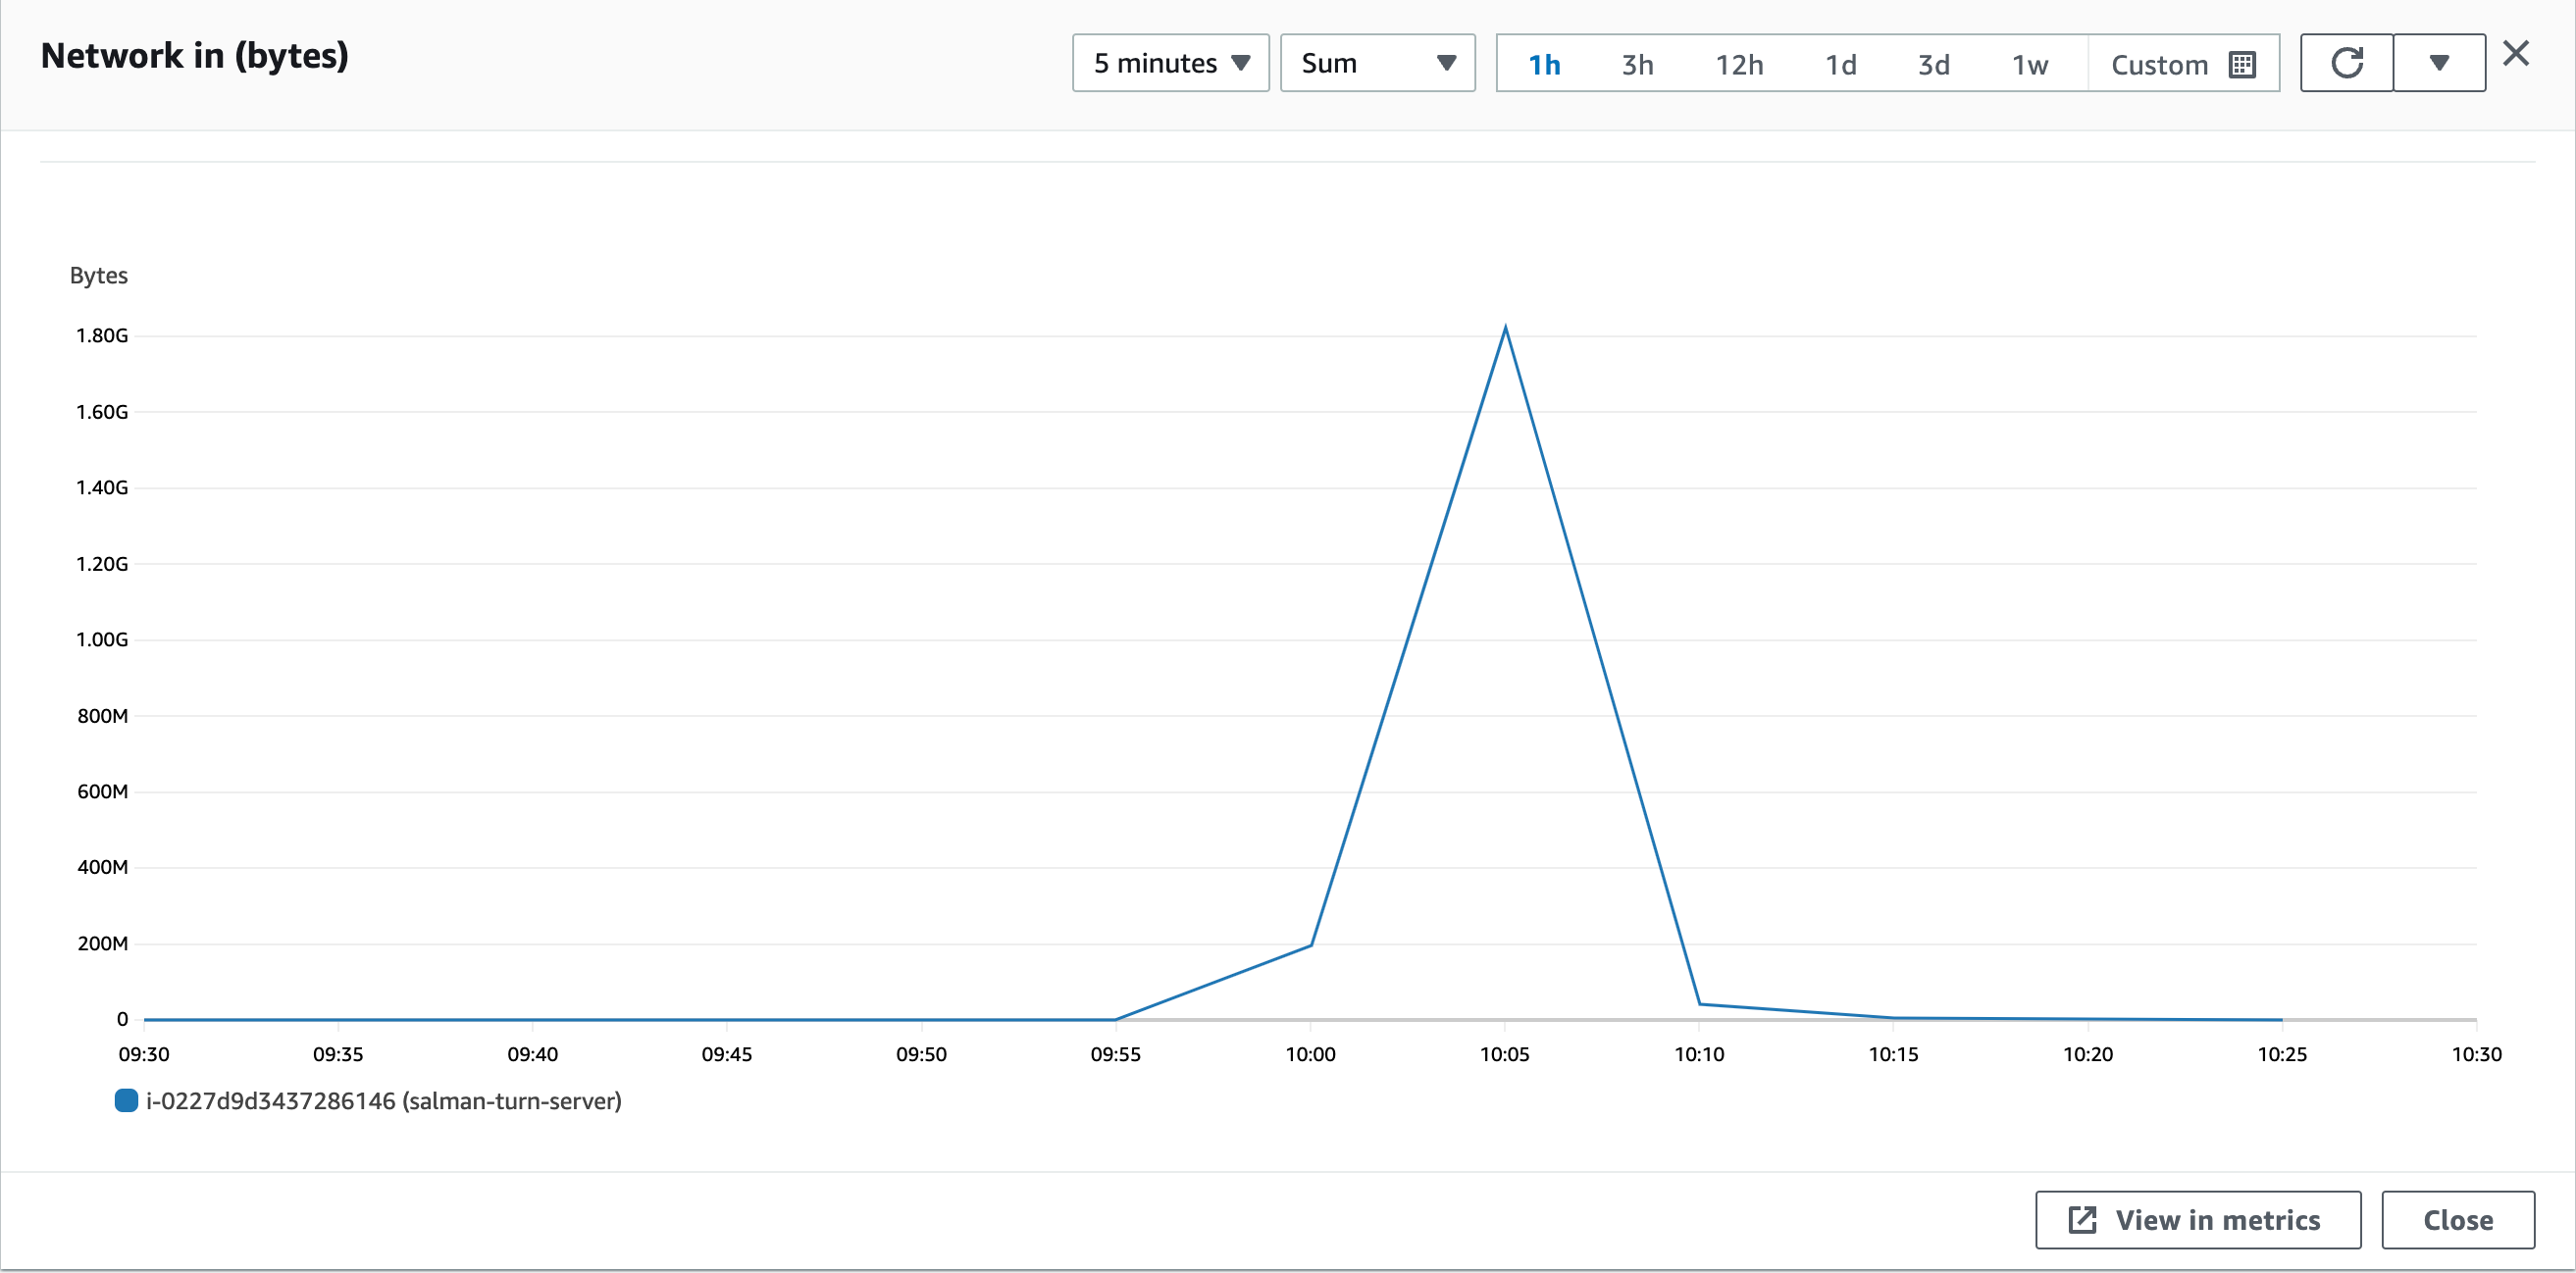 Network in (bytes)
5 minutes
Sum
1h 3h 12h 1d 3d 1w Custom
Bytes
1.80G
1.60G
1.40G
1.20G
1.00G
800M
600M
400M
200M
0
09:30 09:35 09:40 09:45 09:50 09:55 10:00 10:05 10:10 10:15 10:20 10:25 10:30
i-0227d9d3437286146 (salman-turn-server)
View in metrics
Close